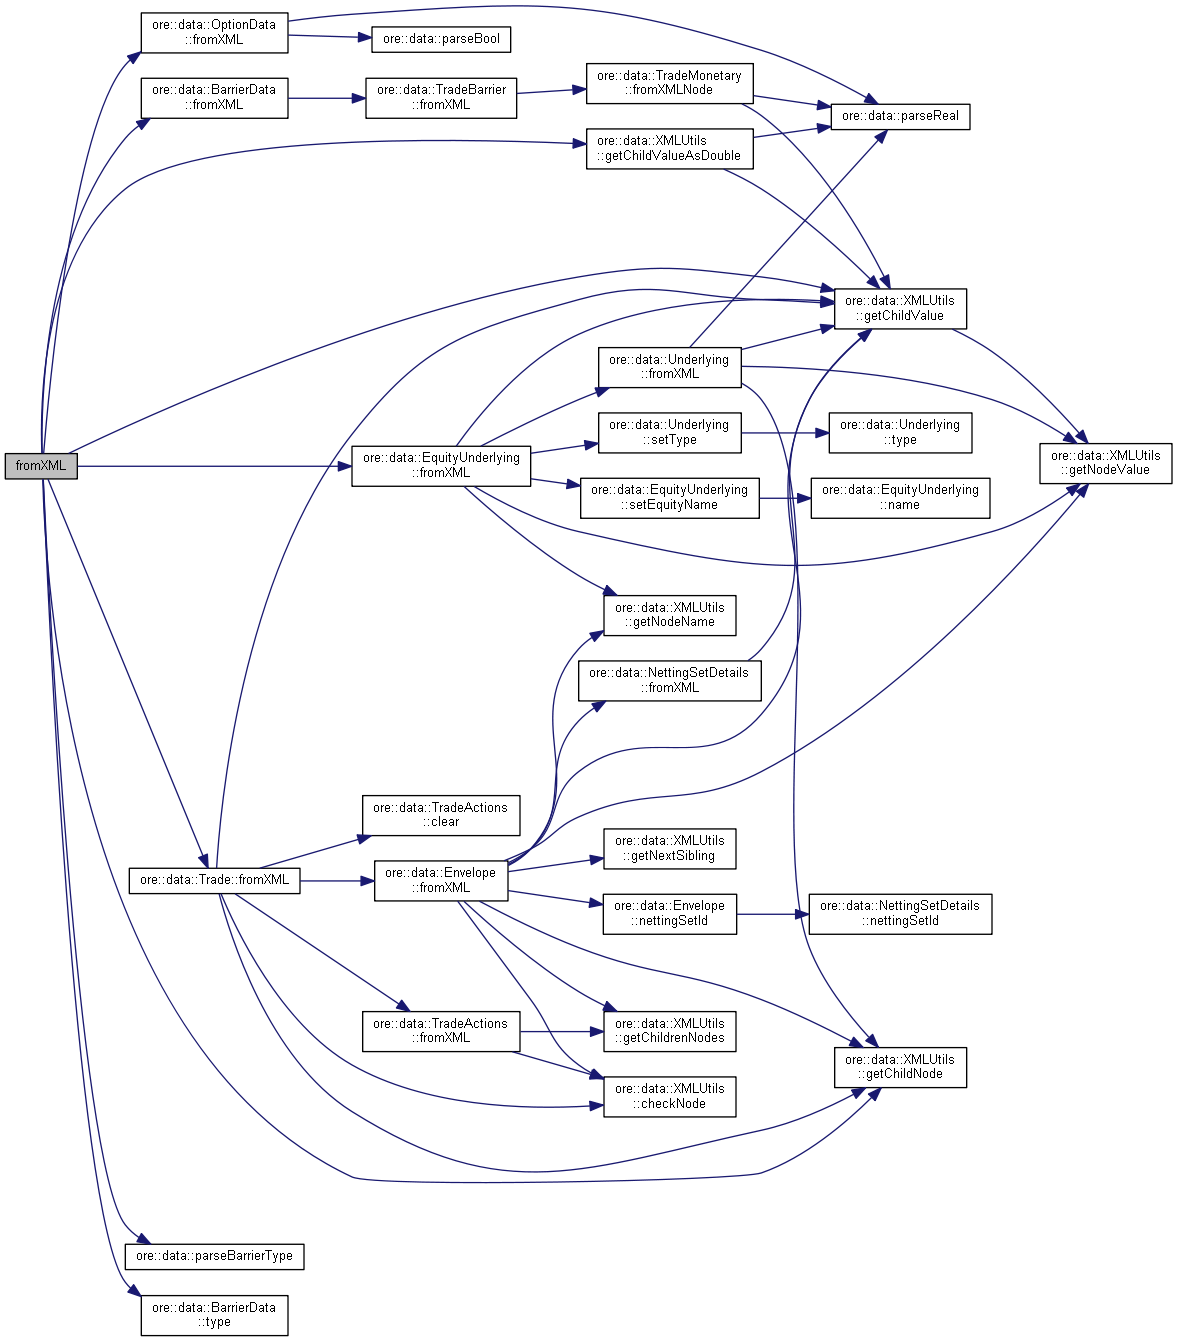 ore::data::OptionData
::fromXML
ore::data::parseBool
ore::data::BarrierData
::fromXML
ore::data::TradeBarrier
::fromXML
ore::data::TradeMonetary
::fromXMLNode
ore::data::parseReal
ore::data::XMLUtils
::getChildValueAsDouble
ore::data::XMLUtils
::getChildValue
ore::data::Underlying
::fromXML
ore::data::Underlying
::setType
ore::data::Underlying
::type
fromXML
ore::data::EquityUnderlying
::fromXML
ore::data::XMLUtils
::getNodeValue
ore::data::EquityUnderlying
::setEquityName
ore::data::EquityUnderlying
::name
ore::data::XMLUtils
::getNodeName
ore::data::NettingSetDetails
::fromXML
ore::data::TradeActions
::clear
ore::data::XMLUtils
::getNextSibling
ore::data::Trade::fromXML
ore::data::Envelope
::fromXML
ore::data::Envelope
::nettingSetId
ore::data::NettingSetDetails
::nettingSetId
ore::data::TradeActions
::fromXML
ore::data::XMLUtils
::getChildrenNodes
ore::data::XMLUtils
::getChildNode
ore::data::XMLUtils
::checkNode
ore::data::parseBarrierType
ore::data::BarrierData
::type